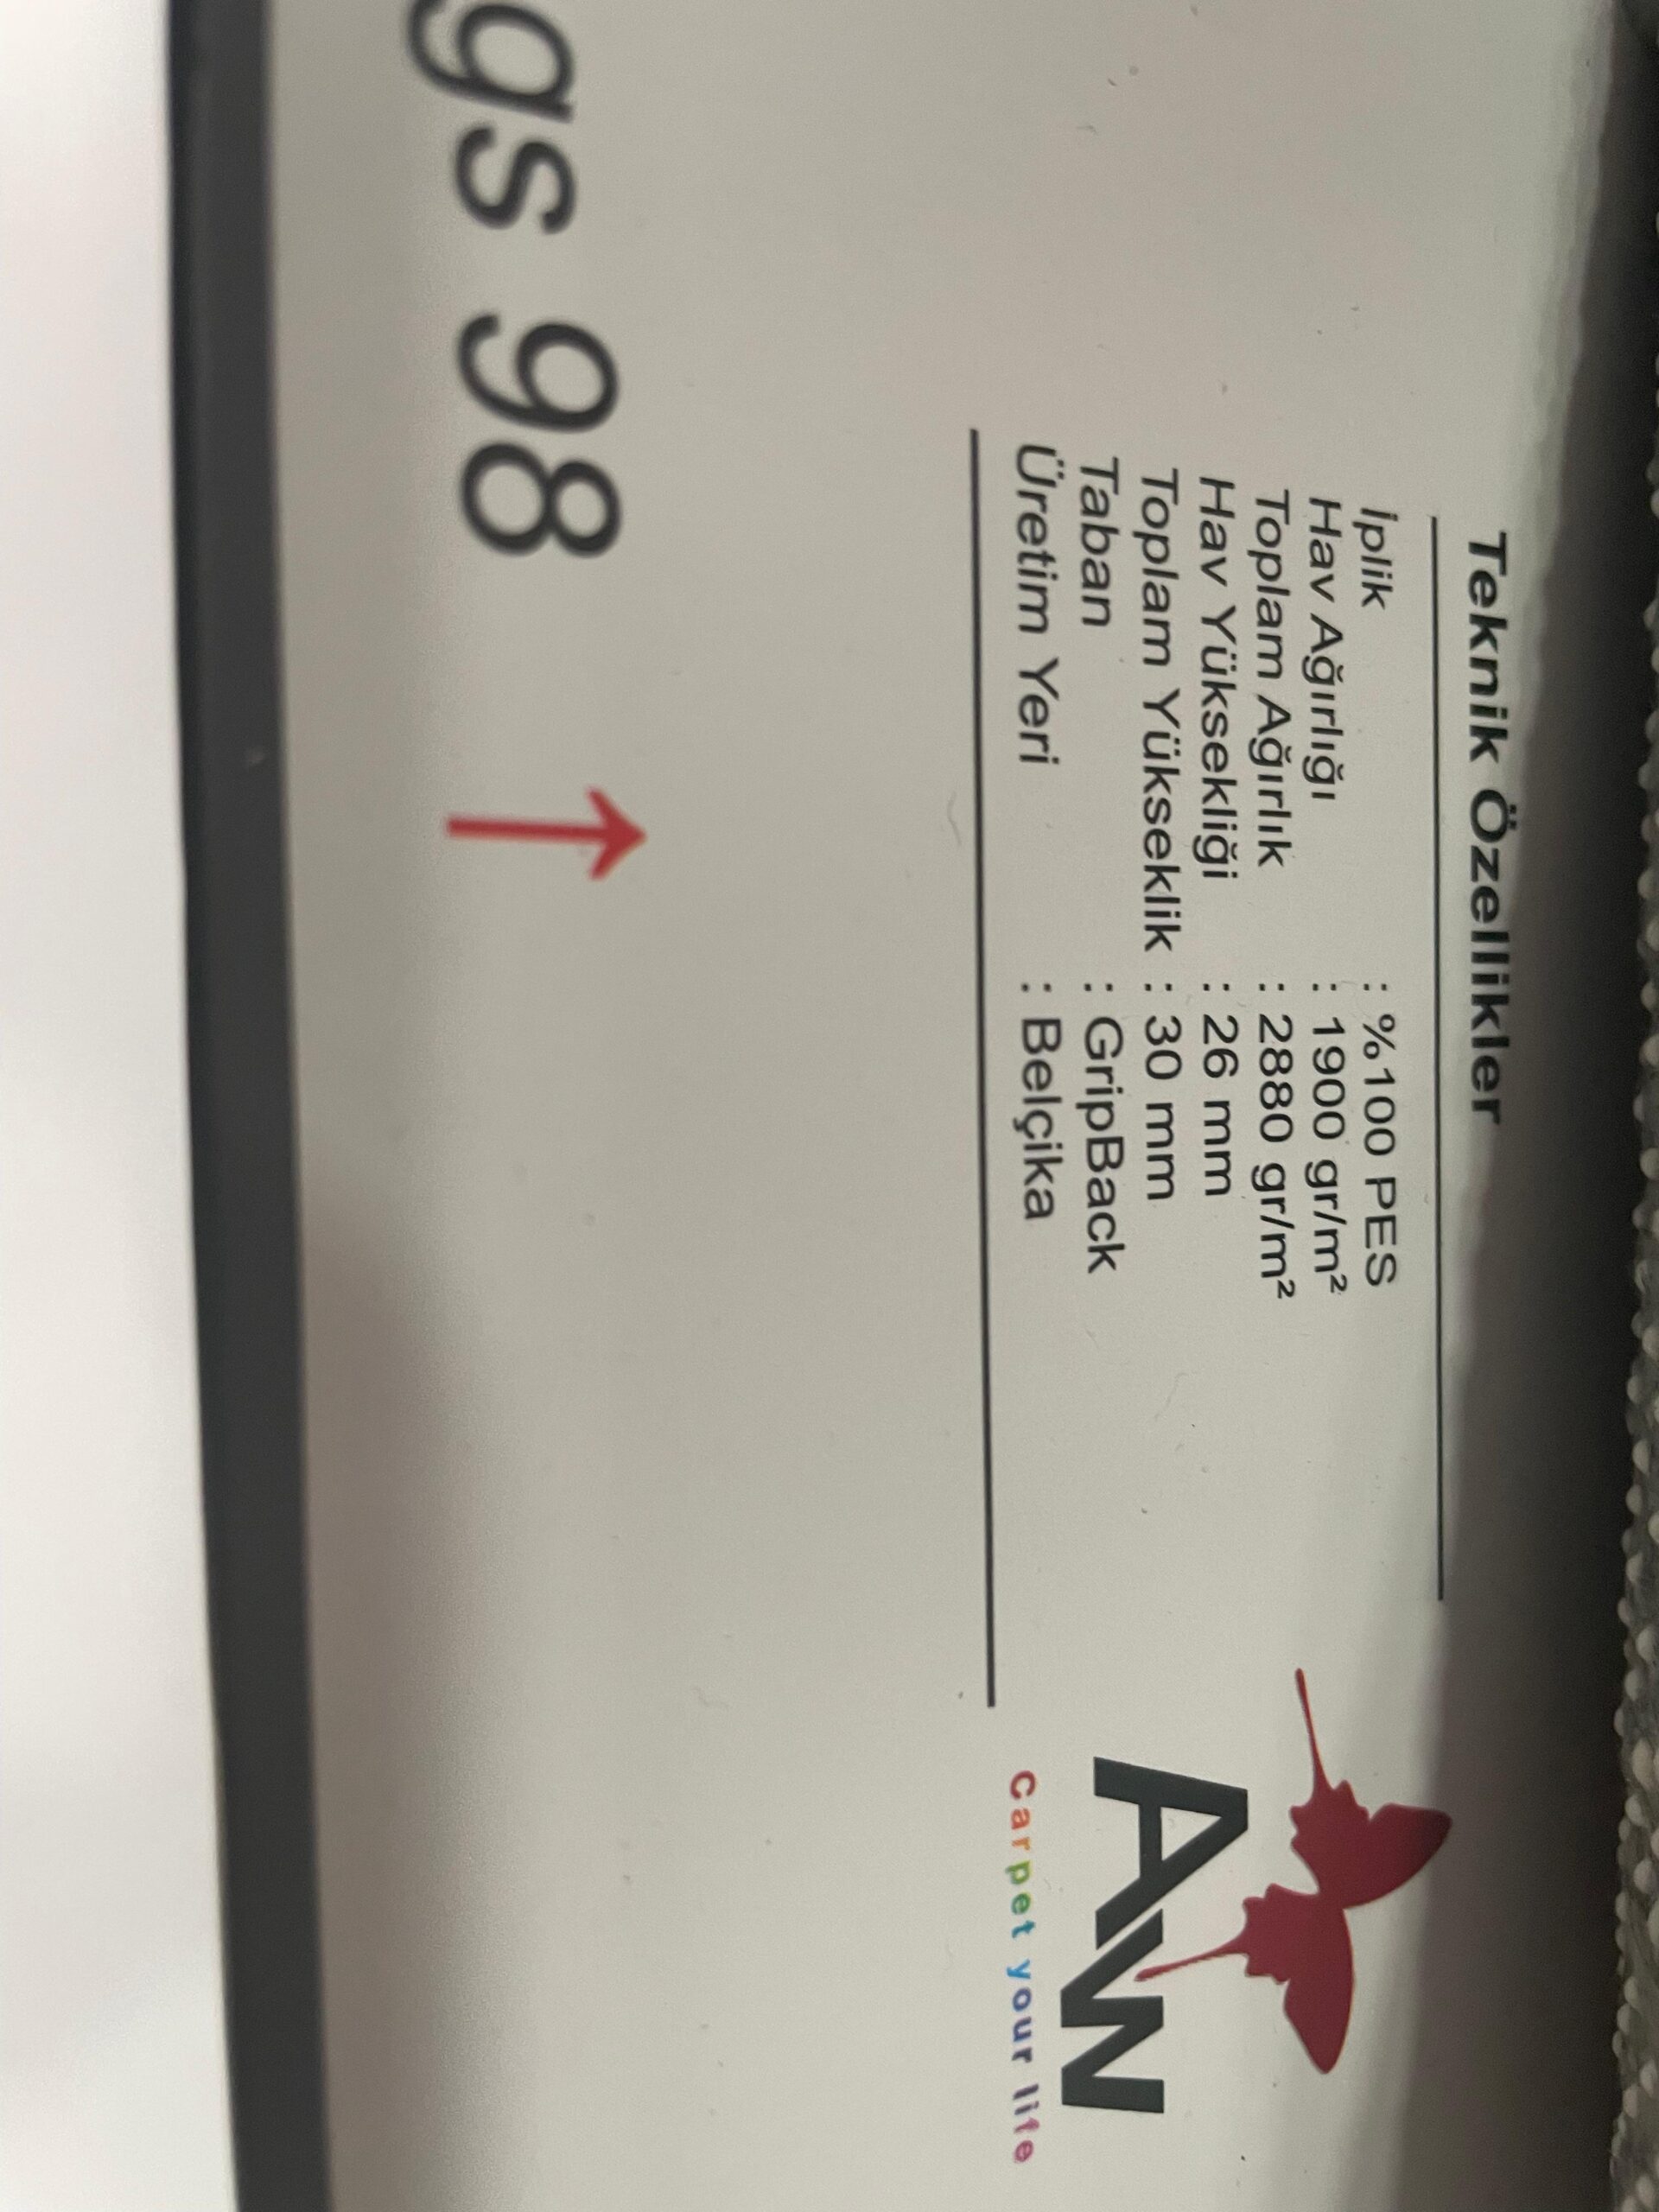 Teknik Özellikler
İplik : %100 PES
Hav Ağırlığı : 1900 gr/m²
Toplam Ağırlık : 2880 gr/m²
Hav Yüksekliği : 26 mm
Toplam Yükseklik : 30 mm
Taban : GripBack
Üretim Yeri : Belçika
AW
Carpet your life
98